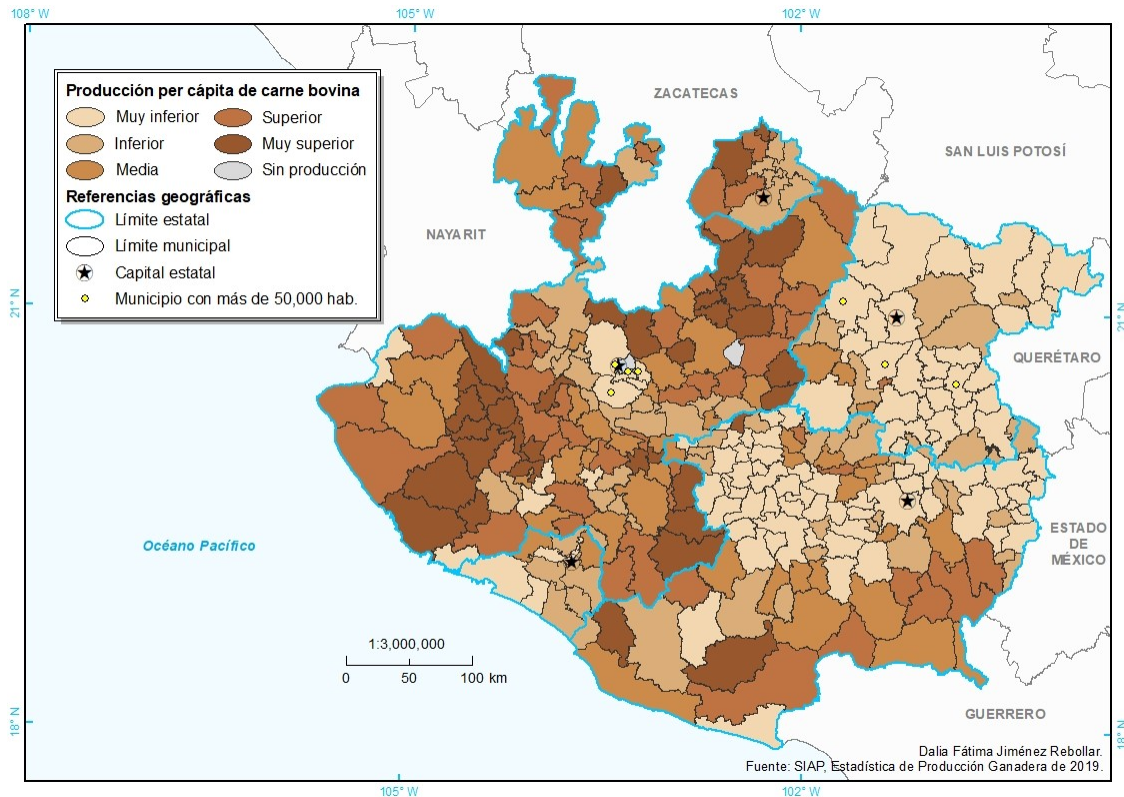 108° W
105° W
102° W
Producción per cápita de carne bovina
Muy inferior
Superior
Inferior
Muy superior
Media
Sin producción
Referencias geográficas
Límite estatal
Límite municipal
Capital estatal
Municipio con más de 50,000 hab.
ZACATECAS
SAN LUIS POTOSÍ
NAYARIT
21° N
21° N
QUERÉTARO
Océano Pacífico
ESTADO
DE
MÉXICO
1:3,000,000
0 50 100 km
GUERRERO
18° N
18° N
Dalia Fátima Jiménez Rebollar.
Fuente: SIAP, Estadística de Producción Ganadera de 2019.
105° W
102° W